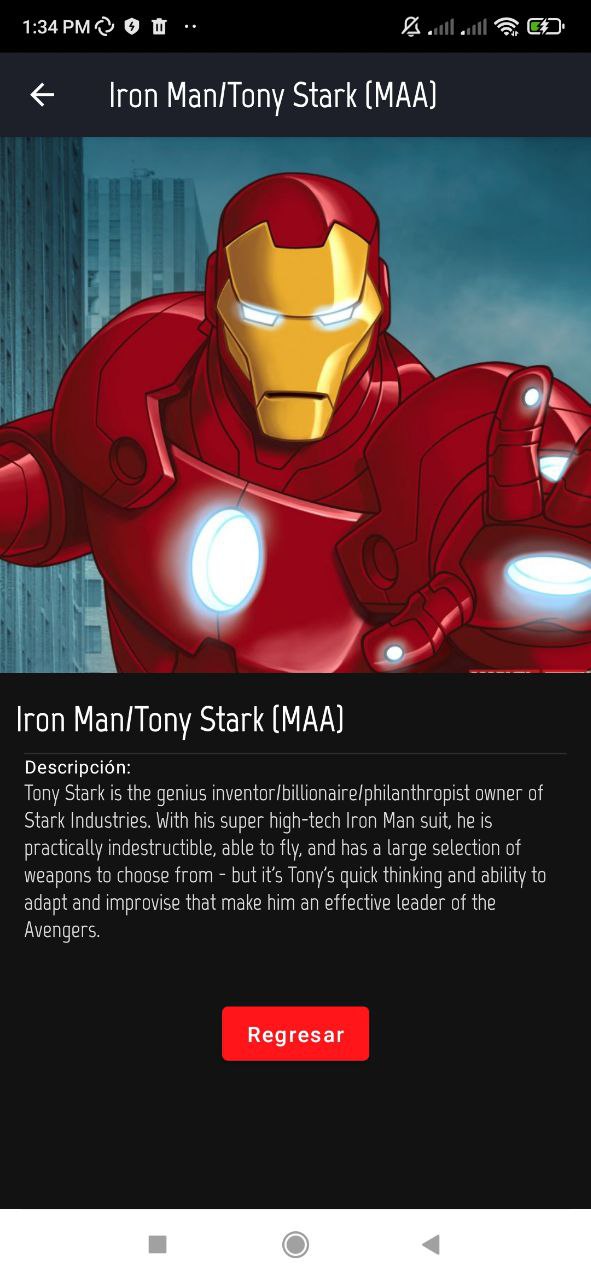 1:34 PM
Iron Man/Tony Stark (MAA)
Iron Man/Tony Stark (MAA)
Descripción:
Tony Stark is the genius inventor/billionaire/philanthropist owner of
Stark Industries. With his super high-tech Iron Man suit, he is
practically indestructible, able to fly, and has a large selection of
weapons to choose from - but it's Tony's quick thinking and ability to
adapt and improvise that make him an effective leader of the
Avengers.
Regresar